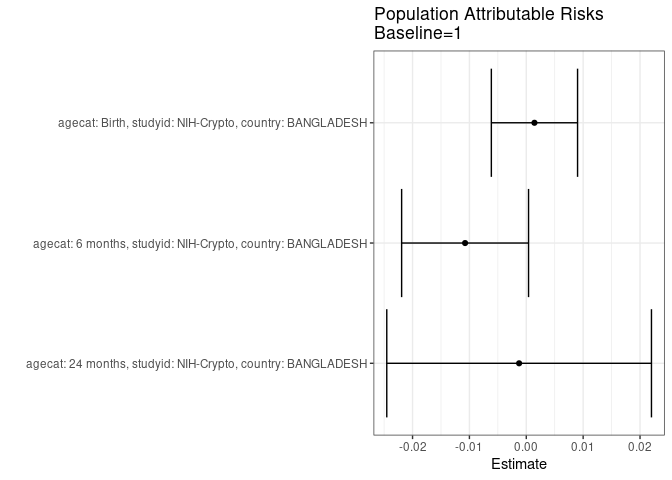 Population Attributable Risks
Baseline=1
agecat: Birth, studyid: NIH-Crypto, country: BANGLADESH
agecat: 6 months, studyid: NIH-Crypto, country: BANGLADESH
agecat: 24 months, studyid: NIH-Crypto, country: BANGLADESH
-0.02 -0.01 0.00 0.01 0.02
Estimate